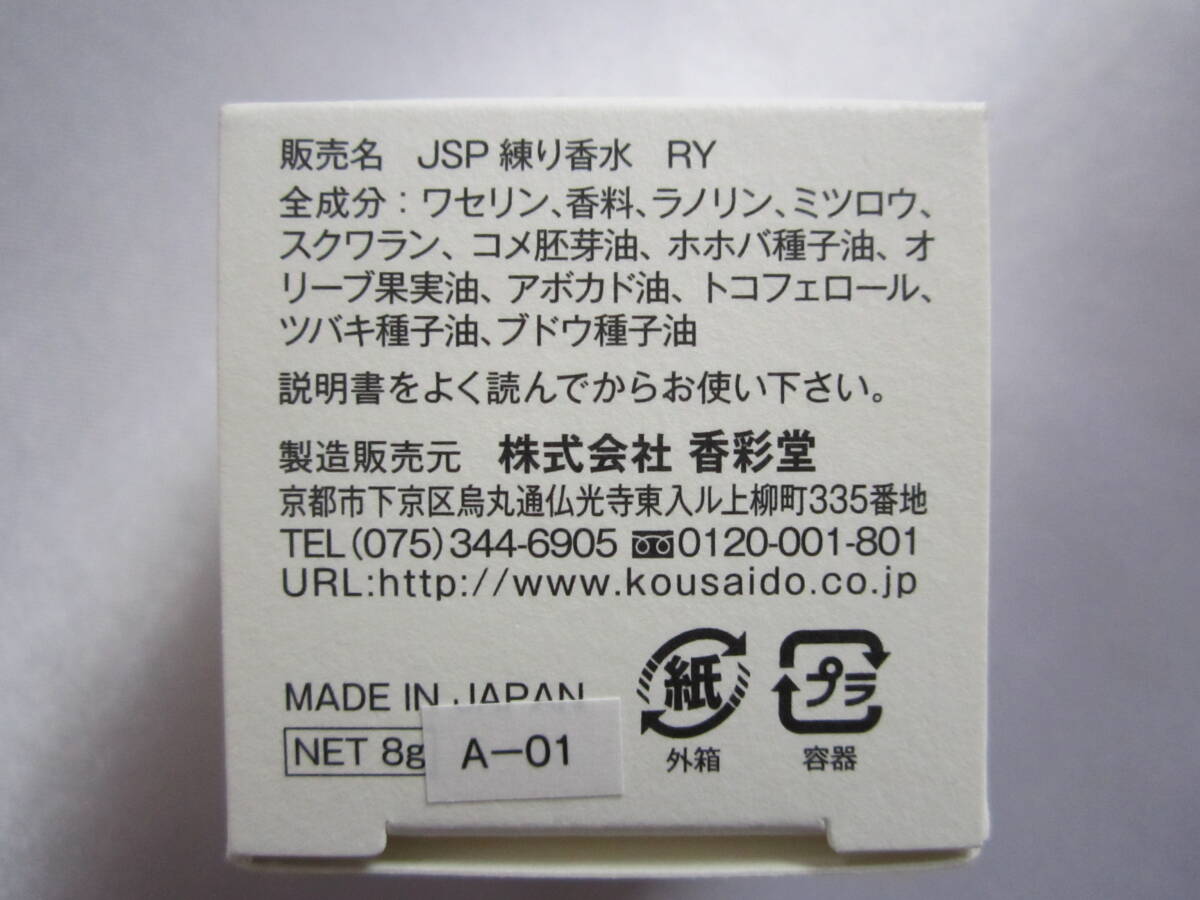 販売名 JSP 練り香水 RY
全成分：ワセリン、香料、ラノリン、ミツロウ、
スクワラン、コメ胚芽油、ホホバ種子油、オ
リーブ果実油、アボカド油、トコフェロール、
ツバキ種子油、ブドウ種子油
説明書をよく読んでからお使い下さい。
製造販売元 株式会社 香彩堂
京都市下京区烏丸通仏光寺東入ル上柳町335番地
TEL(075)344-6905 0120-001-801
URL:http://www.kousaido.co.jp
MADE IN JAPAN
NET 8g
A-01
紙
外箱
プラ
容器